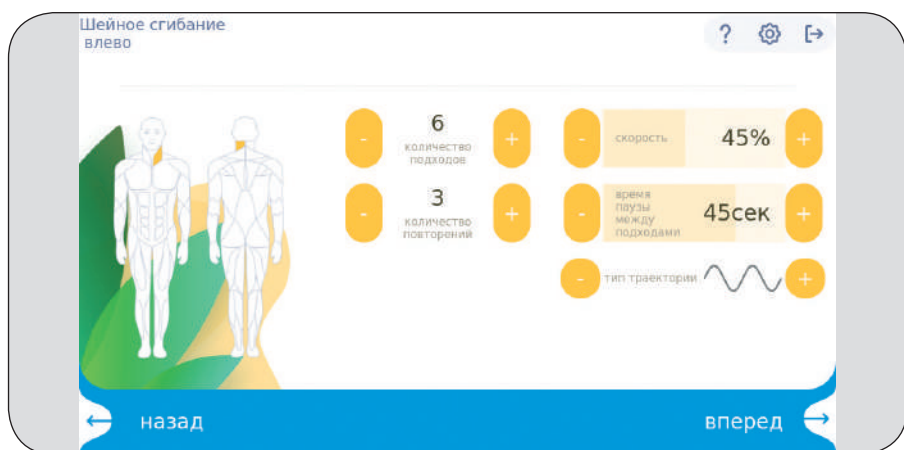 Шейное сгибание
влево
?
-
6
количество
подходов
+
-
скорость
45%
+
-
3
количество
повторений
+
-
время
паузы
между
подходами
45сек
+
-
тип траектории
+
← назад
вперед →